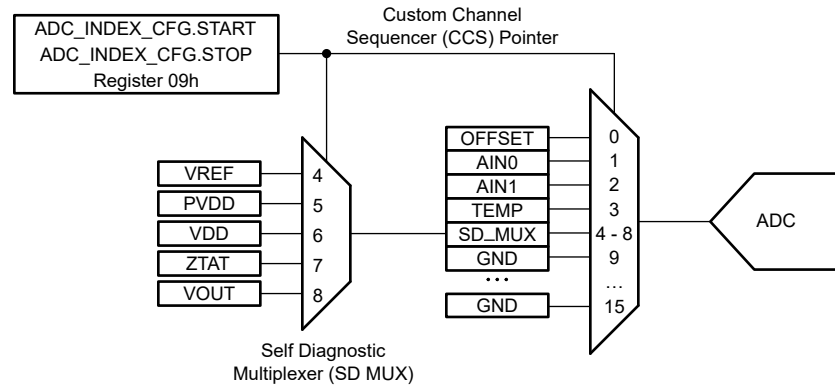 ADC_INDEX_CFG.START
ADC_INDEX_CFG.STOP
Register 09h
Custom Channel
Sequencer (CCS) Pointer
VREF
PVDD
VDD
ZTAT
VOUT
4
5
6
7
8
Self Diagnostic
Multiplexer (SD MUX)
OFFSET
AIN0
AIN1
TEMP
SD_MUX
GND
...
GND
0
1
2
3
4 - 8
9
...
15
ADC